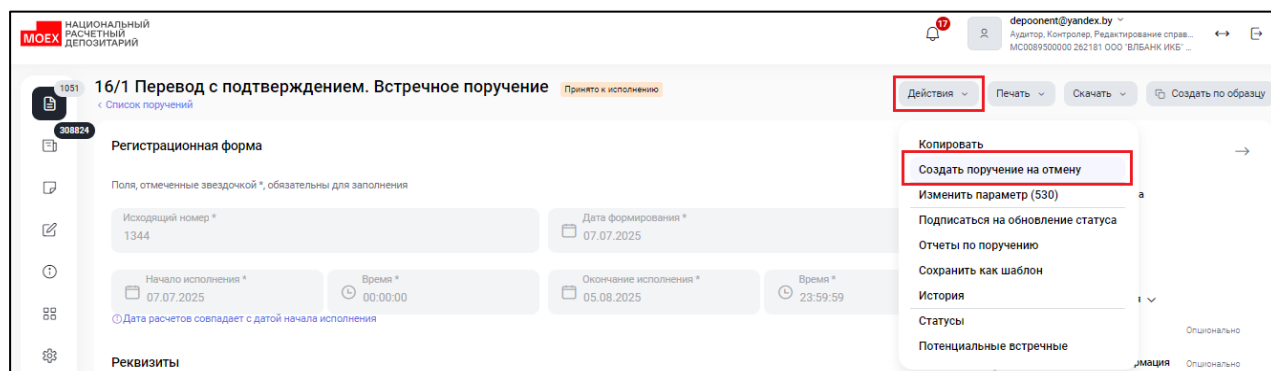 MOEX НАЦИОНАЛЬНЫЙ
РАСЧЕТНЫЙ
ДЕПОЗИТАРИЙ
17
depoonent@yandex.by
Аудитор, Контролер, Редактирование справ...
MC0089500000 262181 ООО "ВЛБАНК ИКБ" ...
1051
308824
16/1 Перевод с подтверждением. Встречное поручение Принято к исполнению
‹ Список поручений
Действия Печать Скачать Создать по образцу
Регистрационная форма
Поля, отмеченные звездочкой *, обязательны для заполнения
Исходящий номер *
1344
Дата формирования *
07.07.2025
Начало исполнения *
07.07.2025
Время *
00:00:00
Окончание исполнения *
05.08.2025
Время *
23:59:59
Дата расчетов совпадает с датой начала исполнения
Реквизиты
Копировать
Создать поручение на отмену
Изменить параметр (530)
Подписаться на обновление статуса
Отчеты по поручению
Сохранить как шаблон
История
Статусы
Потенциальные встречные
Опционально
Опционально